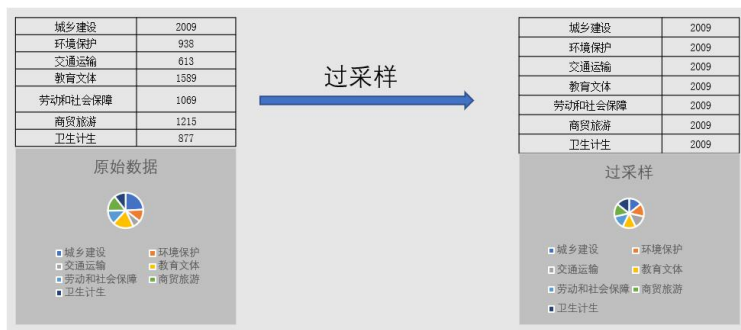 城乡建设 2009
环境保护 938
交通运输 613
教育文体 1589
劳动和社会保障 1069
商贸旅游 1215
卫生计生 877
原始数据
城乡建设 环境保护
交通运输 教育文体
劳动和社会保障 商贸旅游
卫生计生
过采样
城乡建设 2009
环境保护 2009
交通运输 2009
教育文体 2009
劳动和社会保障 2009
商贸旅游 2009
卫生计生 2009
过采样
城乡建设 环境保护
交通运输 教育文体
劳动和社会保障 商贸旅游
卫生计生